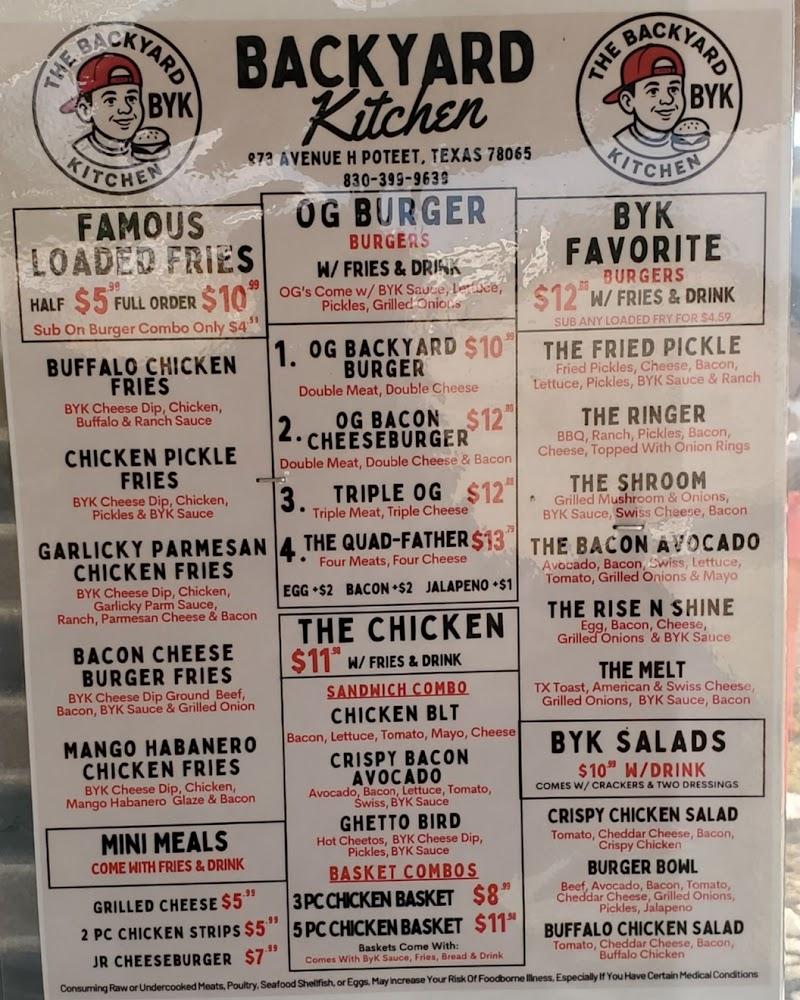 THE BACKYARD
BYK
KITCHEN
BACKYARD
Kitchen
873 AVENUE H POTEET, TEXAS 78065
830-399-9639
THE BACKYARD
BYK
KITCHEN
FAMOUS
LOADED FRIES
HALF $5.99 FULL ORDER $10.99
Sub On Burger Combo Only $4.59
BUFFALO CHICKEN
FRIES
BYK Cheese Dip, Chicken,
Buffalo & Ranch Sauce
CHICKEN PICKLE
FRIES
BYK Cheese Dip, Chicken,
Pickles & BYK Sauce
GARLICKY PARMESAN
CHICKEN FRIES
BYK Cheese Dip, Chicken,
Garlicky Parm Sauce,
Ranch, Parmesan Cheese & Bacon
BACON CHEESE
BURGER FRIES
BYK Cheese Dip Ground Beef,
Bacon, BYK Sauce & Grilled Onion
MANGO HABANERO
CHICKEN FRIES
BYK Cheese Dip, Chicken,
Mango Habanero Glaze & Bacon
MINI MEALS
COME WITH FRIES & DRINK
GRILLED CHEESE $5.99
2 PC CHICKEN STRIPS $5.99
JR CHEESEBURGER $7.99
OG BURGER
BURGERS
W/ FRIES & DRINK
OG's Come w/ BYK Sauce, Lettuce,
Pickles, Grilled Onions
1. OG BACKYARD $10.99
BURGER
Double Meat, Double Cheese
2. OG BACON $12
CHEESEBURGER
Double Meat, Double Cheese & Bacon
3. TRIPLE OG $12
Triple Meat, Triple Cheese
4. THE QUAD-FATHER $13.79
Four Meats, Four Cheese
EGG +$2 BACON +$2 JALAPENO +$1
THE CHICKEN
$11.98 W/ FRIES & DRINK
SANDWICH COMBO
CHICKEN BLT
Bacon, Lettuce, Tomato, Mayo, Cheese
CRISPY BACON
AVOCADO
Avocado, Bacon, Lettuce, Tomato,
Swiss, BYK Sauce
GHETTO BIRD
Hot Cheetos, BYK Cheese Dip,
Pickles, BYK Sauce
BASKET COMBOS
3 PC CHICKEN BASKET $8.99
5 PC CHICKEN BASKET $11.98
Baskets Come With:
Comes With ByK Sauce, Fries, Bread & Drink
BYK
FAVORITE
BURGERS
$12 W/ FRIES & DRINK
SUB ANY LOADED FRY FOR $4.59
THE FRIED PICKLE
Fried Pickles, Cheese, Bacon,
Lettuce, Pickles, BYK Sauce & Ranch
THE RINGER
BBQ, Ranch, Pickles, Bacon,
Cheese, Topped With Onion Rings
THE SHROOM
Grilled Mushroom & Onions,
BYK Sauce, Swiss Cheese, Bacon
THE BACON AVOCADO
Avocado, Bacon, Swiss, Lettuce,
Tomato, Grilled Onions & Mayo
THE RISE N SHINE
Egg, Bacon, Cheese,
Grilled Onions & BYK Sauce
THE MELT
TX Toast, American & Swiss Cheese,
Grilled Onions, BYK Sauce, Bacon
BYK SALADS
$10.99 W/DRINK
COMES W/ CRACKERS & TWO DRESSINGS
CRISPY CHICKEN SALAD
Tomato, Cheddar Cheese, Bacon,
Crispy Chicken
BURGER BOWL
Beef, Avocado, Bacon, Tomato,
Cheddar Cheese, Grilled Onions,
Pickles, Jalapeno
BUFFALO CHICKEN SALAD
Tomato, Cheddar Cheese, Bacon,
Buffalo Chicken
Consuming Raw or Undercooked Meats, Poultry, Seafood Shellfish, or Eggs, May Increase Your Risk Of Foodborne Illness, Especially If You Have Certain Medical Conditions